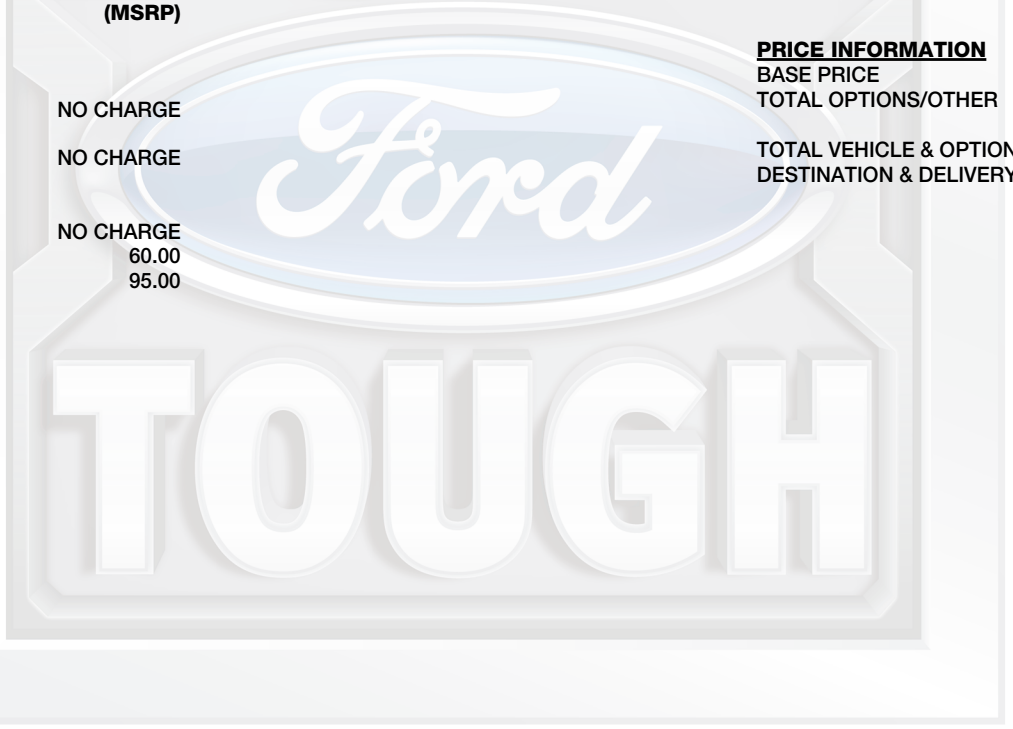 (MSRP)
NO CHARGE
NO CHARGE
NO CHARGE
60.00
95.00
PRICE INFORMATION
BASE PRICE
TOTAL OPTIONS/OTHER
TOTAL VEHICLE & OPTION
DESTINATION & DELIVERY
Ford
TOUGH